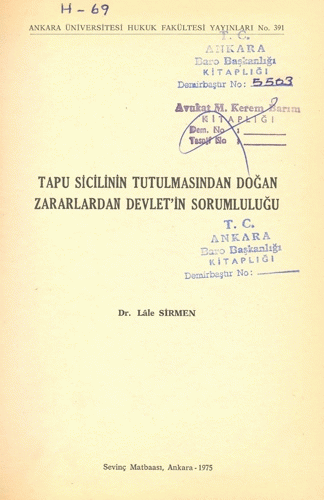 H-69
ANKARA ÜNİVERSİTESİ HUKUK FAKÜLTESİ YAYINLARI No. 391
T. C.
ANKARA
Baro Başkanlığı
KİTAPLIĞI
Demirbaştır No: 5503
Avukat M. Kerem Barım
KİTAPLIĞI
Dem. No :
Tasnif No :
TAPU SİCİLİNİN TUTULMASINDAN DOĞAN
ZARARLARDAN DEVLET'İN SORUMLULUĞU
T. C.
ANKARA
Baro Başkanlığı
KİTAPLIĞI
Demirbaştır No:
Dr. Lâle SİRMEN
Sevinç Matbaası, Ankara - 1975